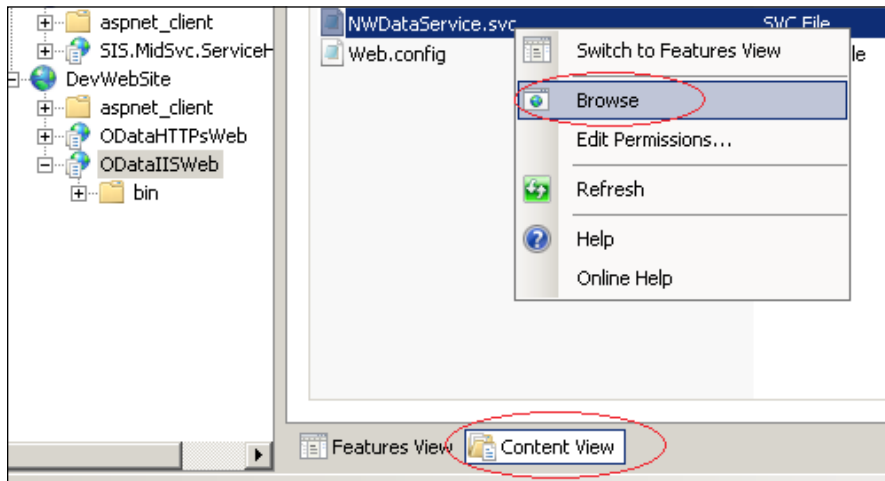 aspnet_client
SIS.MidSvc.ServiceH
DevWebSite
aspnet_client
ODataHTTPsWeb
ODataIISWeb
bin
NWDataService.svc SVC File
Web.config le
Switch to Features View
Browse
Edit Permissions...
Refresh
Help
Online Help
Features View Content View